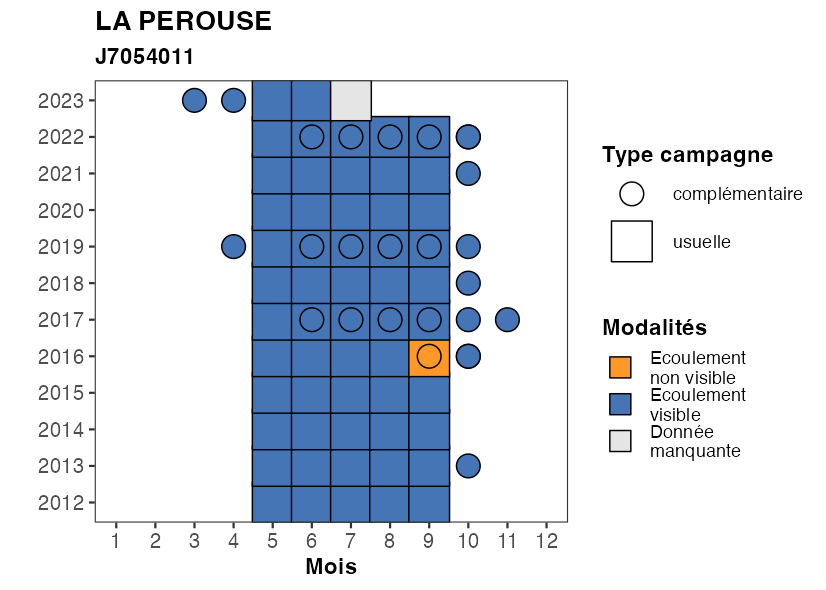 LA PEROUSE
J7054011
2023
2022
2021
2020
2019
2018
2017
2016
2015
2014
2013
2012
1 2 3 4 5 6 7 8 9 10 11 12
Mois
Type campagne
complémentaire
usuelle
Modalités
Ecoulement
non visible
Ecoulement
visible
Donnée
manquante